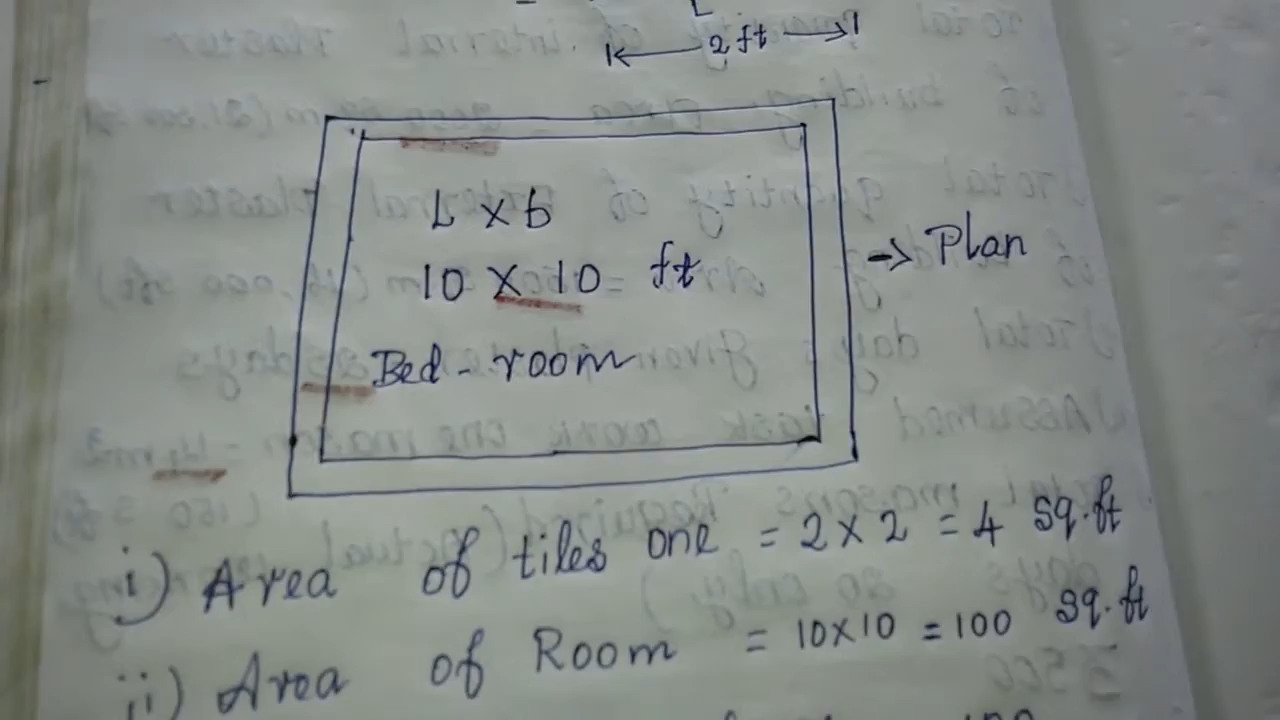 2 ft
L x b
10 x 10 ft
→ Plan
Bed - room
i) Area of tiles one = 2 x 2 = 4 sq.ft
ii) Area of Room = 10x10 = 100 sq.ft